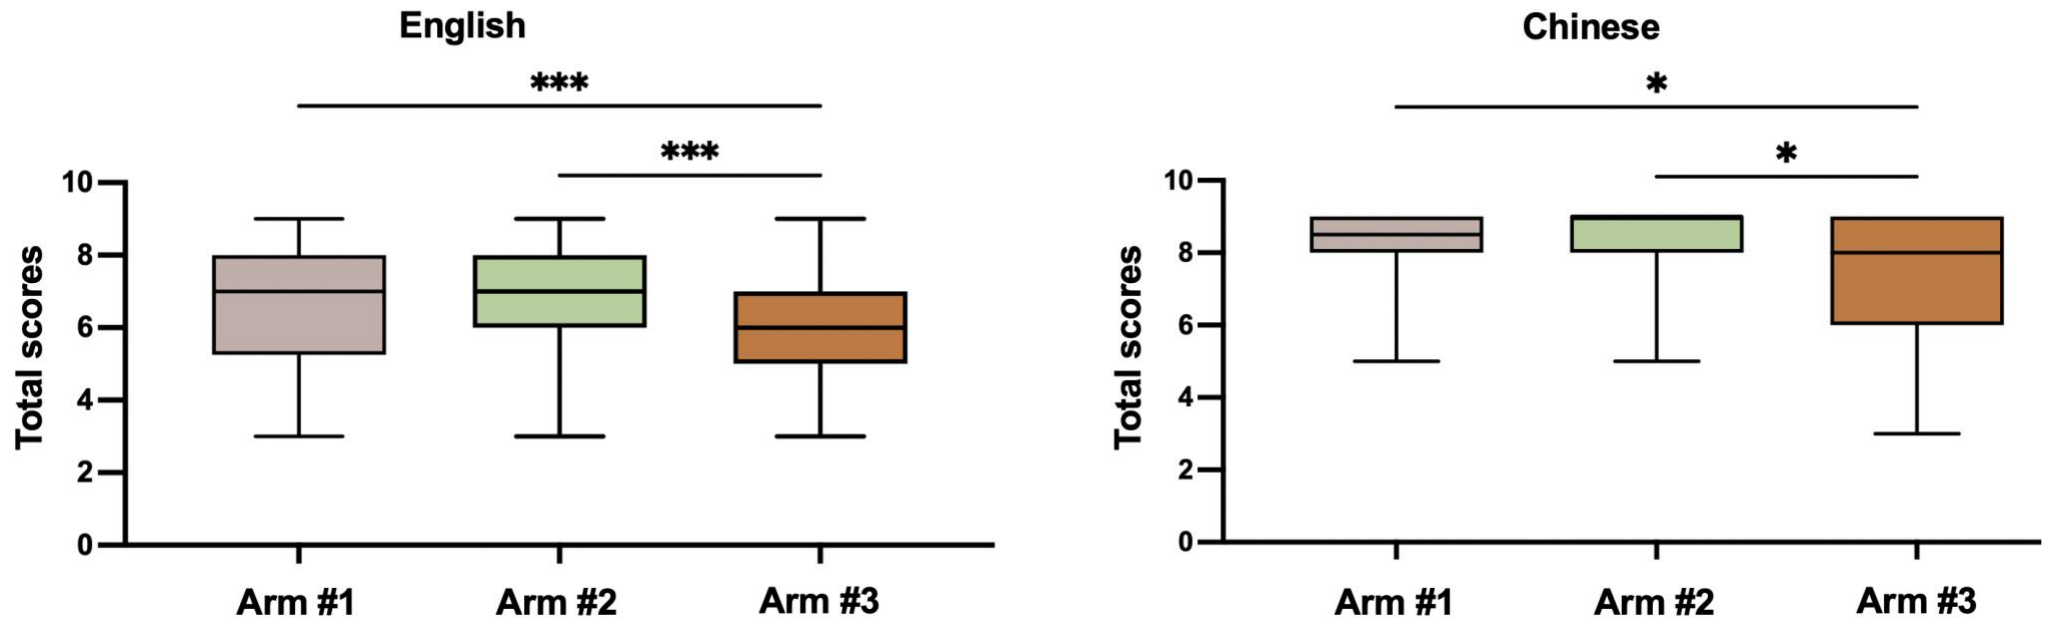 English
***
***
10
8
6
4
2
0
Total scores
Arm #1
Arm #2
Arm #3
Chinese
*
*
10
8
6
4
2
0
Total scores
Arm #1
Arm #2
Arm #3